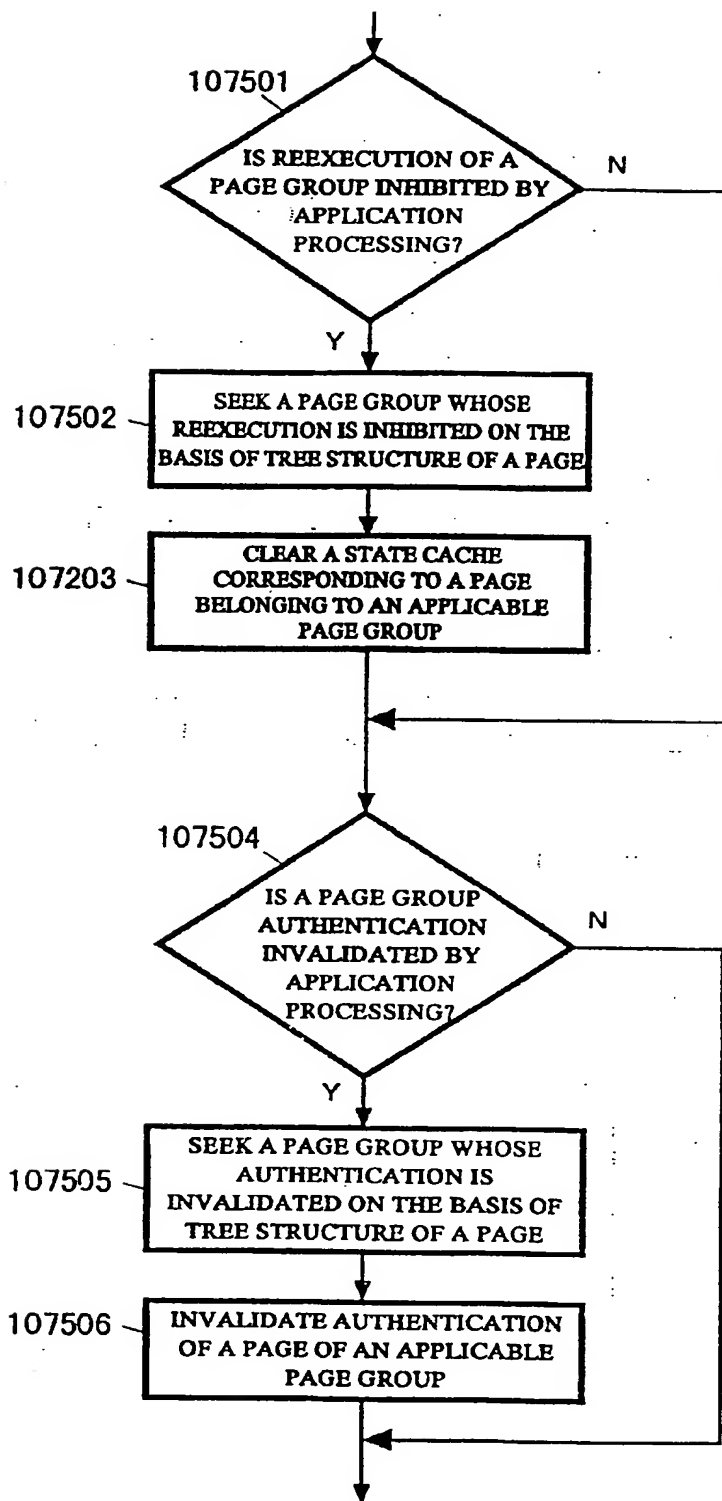 107501
IS REEXECUTION OF A
PAGE GROUP INHIBITED BY
APPLICATION
PROCESSING?
N
Y
107502
SEEK A PAGE GROUP WHOSE
REEXECUTION IS INHIBITED ON THE
BASIS OF TREE STRUCTURE OF A PAGE
107203
CLEAR A STATE CACHE
CORRESPONDING TO A PAGE
BELONGING TO AN APPLICABLE
PAGE GROUP
107504
IS A PAGE GROUP
AUTHENTICATION
INVALIDATED BY
APPLICATION
PROCESSING?
N
Y
107505
SEEK A PAGE GROUP WHOSE
AUTHENTICATION IS
INVALIDATED ON THE BASIS OF
TREE STRUCTURE OF A PAGE
107506
INVALIDATE AUTHENTICATION
OF A PAGE OF AN APPLICABLE
PAGE GROUP